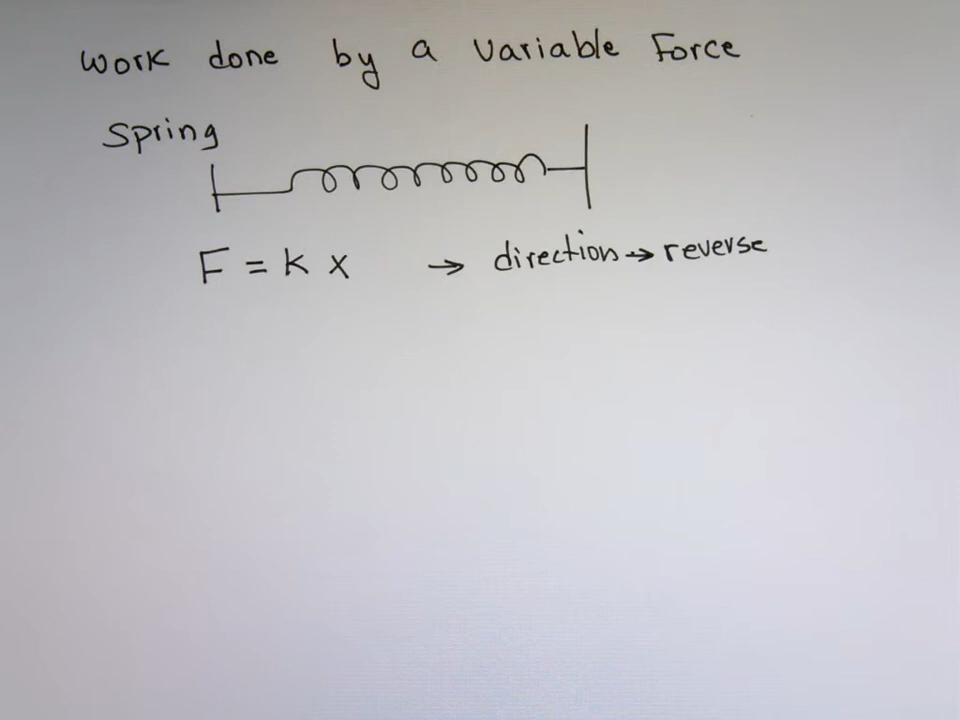 work done by a variable Force
Spring
F = k x → direction → reverse